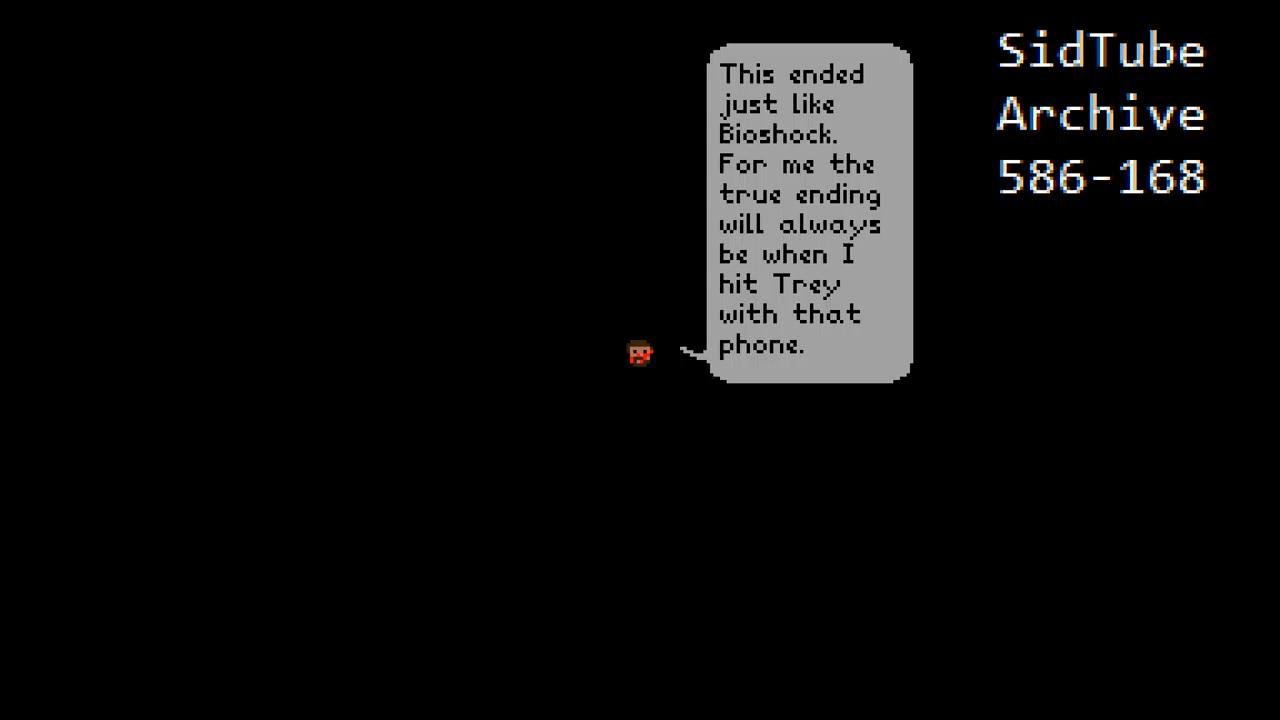 This ended
just like
Bioshock.
For me the
true ending
will always
be when I
hit Trey
with that
phone.
SidTube
Archive
586-168